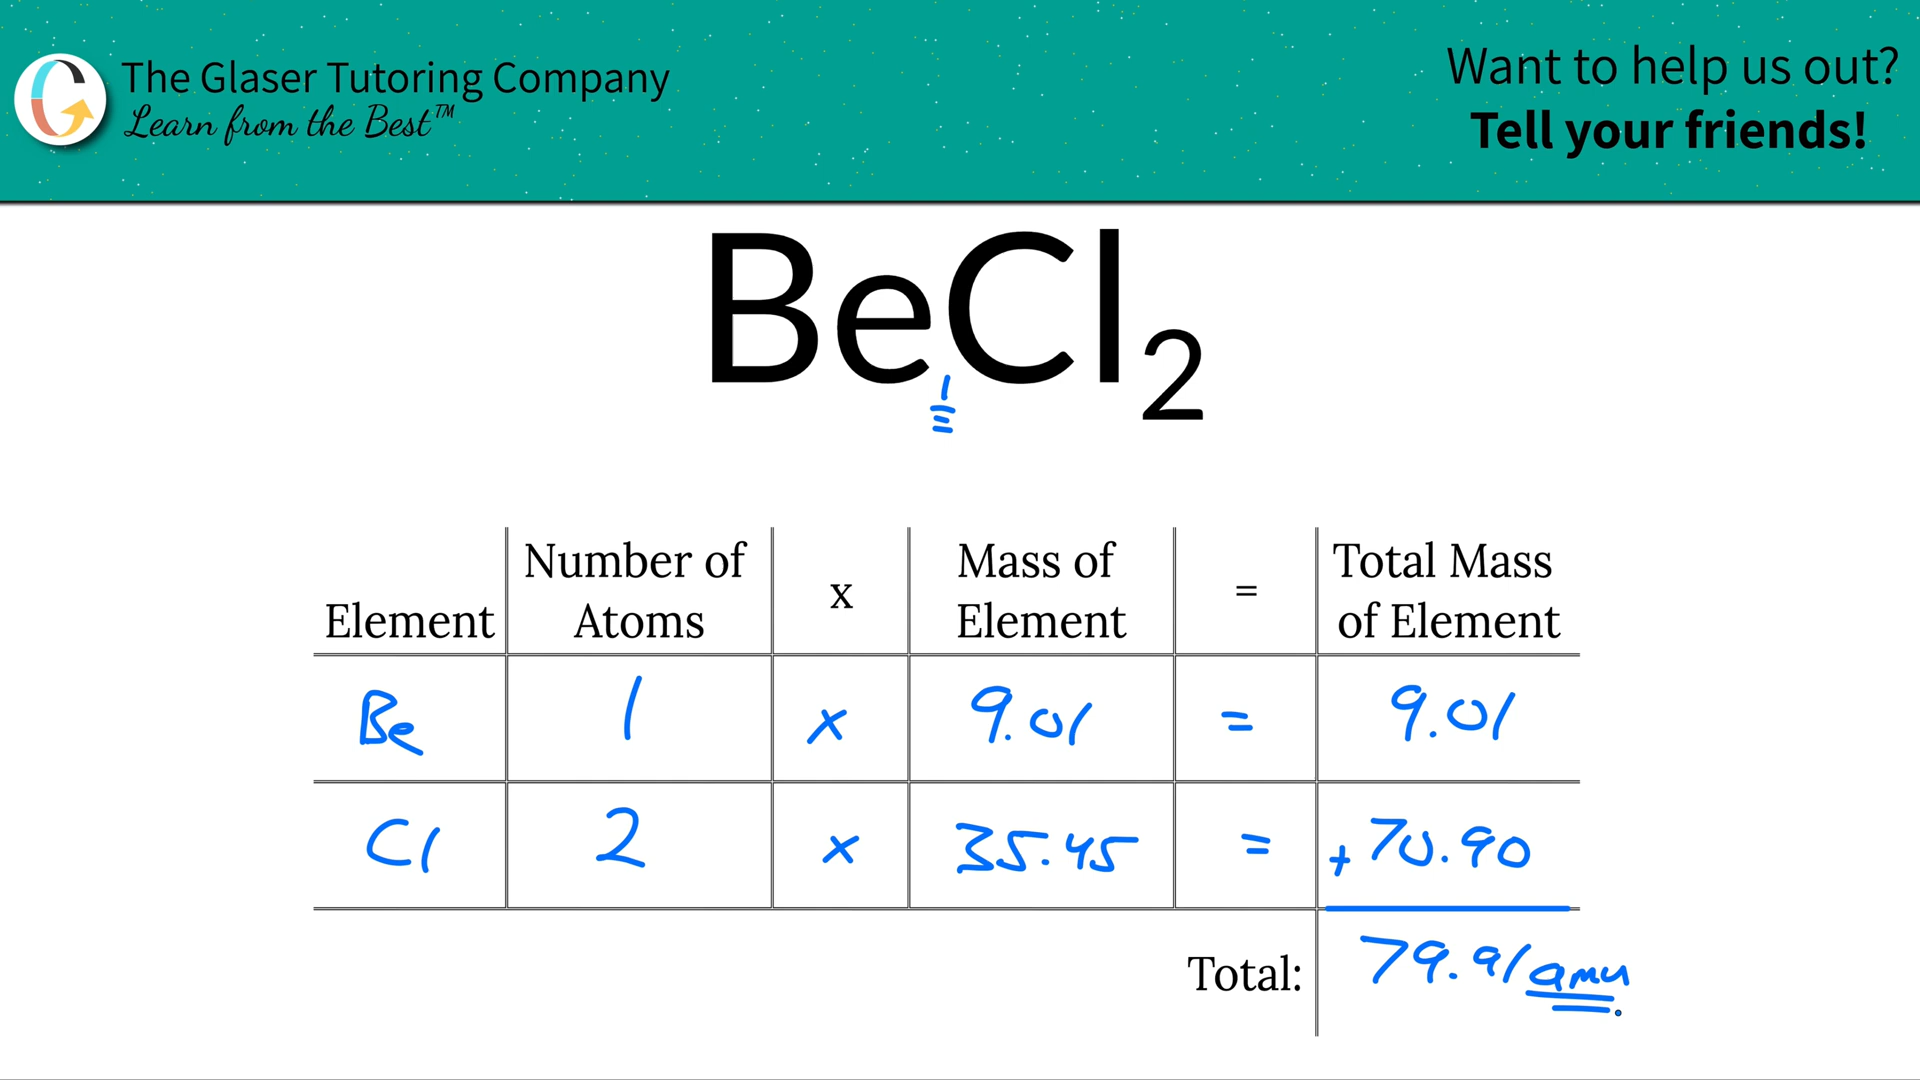 The Glaser Tutoring Company
Learn from the Best™
Want to help us out?
Tell your friends!
BeCl₂
1
Element Number of Atoms x Mass of Element = Total Mass of Element
Be 1 x 9.01 = 9.01
Cl 2 x 35.45 = +70.90
Total: 79.91 amu